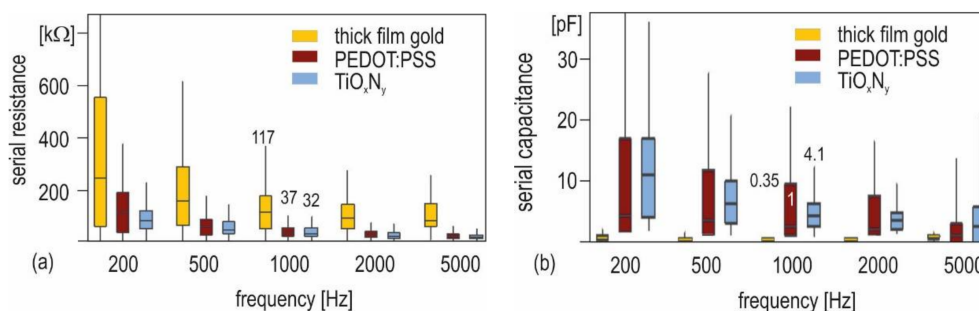 [kΩ]
thick film gold
PEDOT:PSS
TiOxNy
serial resistance
600
400
200
117
37
32
200
500
1000
2000
5000
(a)
frequency [Hz]
[pF]
thick film gold
PEDOT:PSS
TiOxNy
serial capacitance
30
20
10
0.35
1
4.1
200
500
1000
2000
5000
(b)
frequency [Hz]